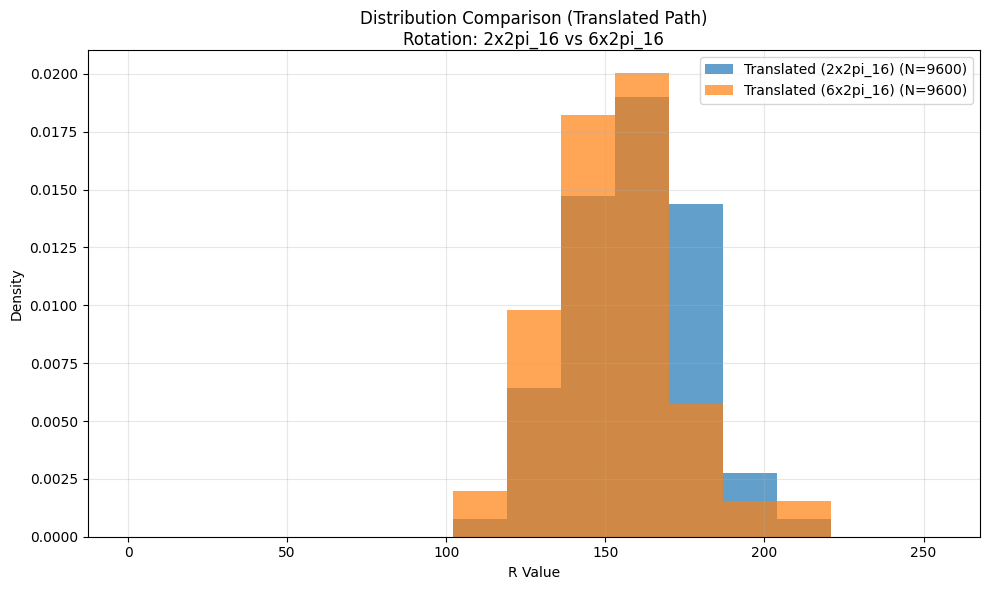 Distribution Comparison (Translated Path)
Rotation: 2x2pi_16 vs 6x2pi_16
Translated (2x2pi_16) (N=9600)
Translated (6x2pi_16) (N=9600)
Density
0.0200
0.0175
0.0150
0.0125
0.0100
0.0075
0.0050
0.0025
0.0000
0 50 100 150 200 250
R Value